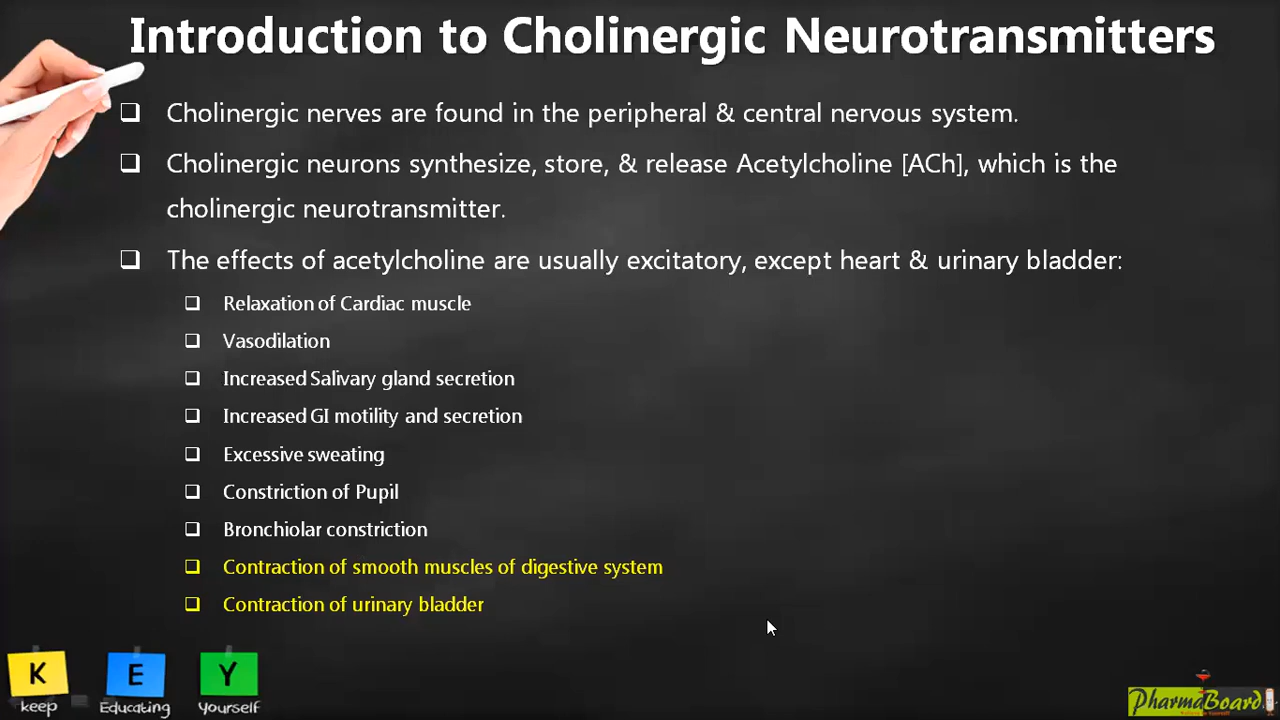 Introduction to Cholinergic Neurotransmitters
Cholinergic nerves are found in the peripheral & central nervous system.
Cholinergic neurons synthesize, store, & release Acetylcholine [ACh], which is the
cholinergic neurotransmitter.
The effects of acetylcholine are usually excitatory, except heart & urinary bladder:
Relaxation of Cardiac muscle
Vasodilation
Increased Salivary gland secretion
Increased GI motility and secretion
Excessive sweating
Constriction of Pupil
Bronchiolar constriction
Contraction of smooth muscles of digestive system
Contraction of urinary bladder
K E Y
keep Educating Yourself
PharmaBoard